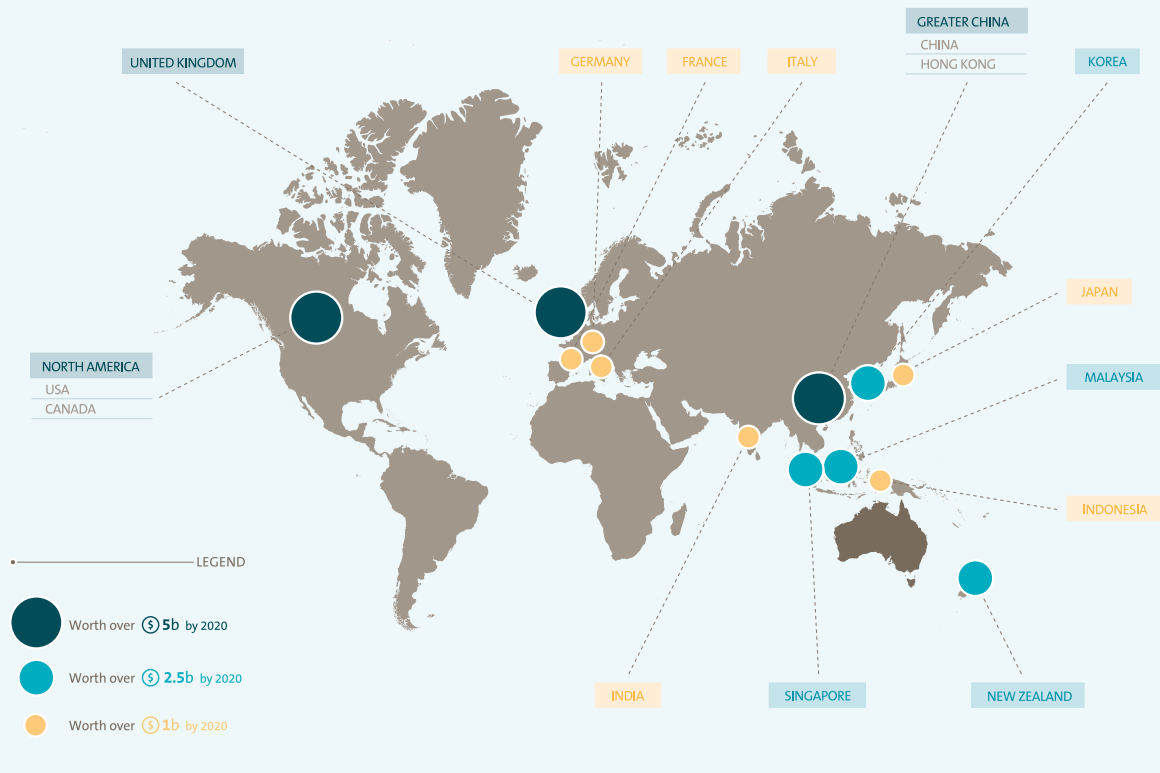 GREATER CHINA
CHINA
HONG KONG
UNITED KINGDOM
GERMANY
FRANCE
ITALY
KOREA
JAPAN
NORTH AMERICA
USA
CANADA
MALAYSIA
INDONESIA
LEGEND
Worth over $ 5b by 2020
Worth over $ 2.5b by 2020
Worth over $ 1b by 2020
INDIA
SINGAPORE
NEW ZEALAND